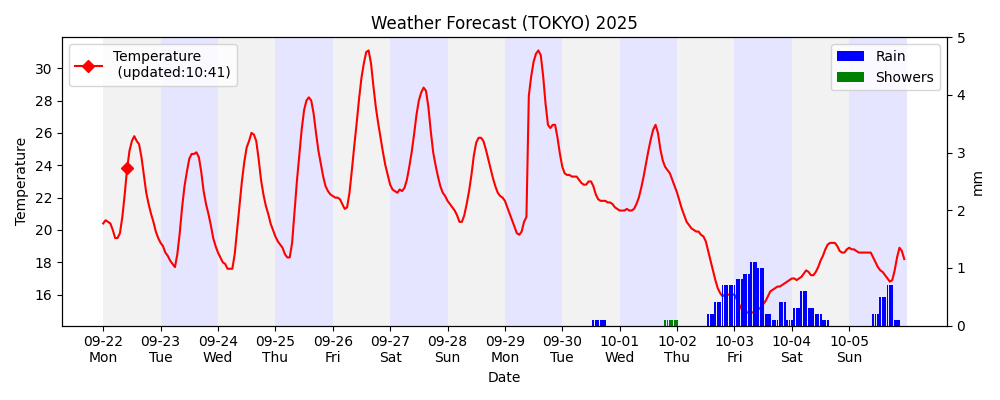 Weather Forecast (TOKYO) 2025
Temperature
(updated:10:41)
Rain
Showers
Temperature
30
28
26
24
22
20
18
16
5
4
3
2
1
0
mm
09-22 09-23 09-24 09-25 09-26 09-27 09-28 09-29 09-30 10-01 10-02 10-03 10-04 10-05
Mon Tue Wed Thu Fri Sat Sun Mon Tue Wed Thu Fri Sat Sun
Date